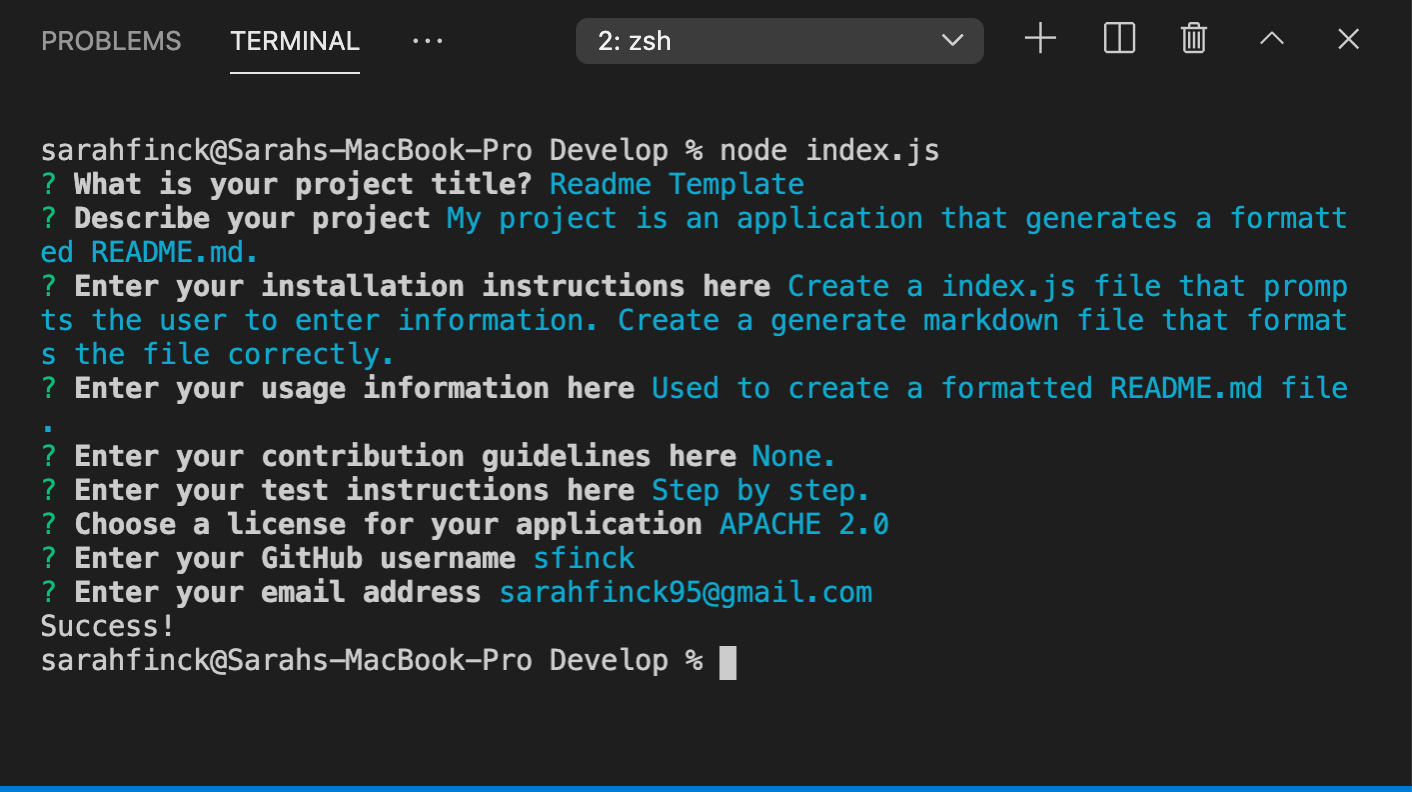 PROBLEMS TERMINAL ··· 2: zsh
sarahfinck@Sarahs-MacBook-Pro Develop % node index.js
? What is your project title? Readme Template
? Describe your project My project is an application that generates a formatt
ed README.md.
? Enter your installation instructions here Create a index.js file that promp
ts the user to enter information. Create a generate markdown file that format
s the file correctly.
? Enter your usage information here Used to create a formatted README.md file
.
? Enter your contribution guidelines here None.
? Enter your test instructions here Step by step.
? Choose a license for your application APACHE 2.0
? Enter your GitHub username sfinck
? Enter your email address sarahfinck95@gmail.com
Success!
sarahfinck@Sarahs-MacBook-Pro Develop %